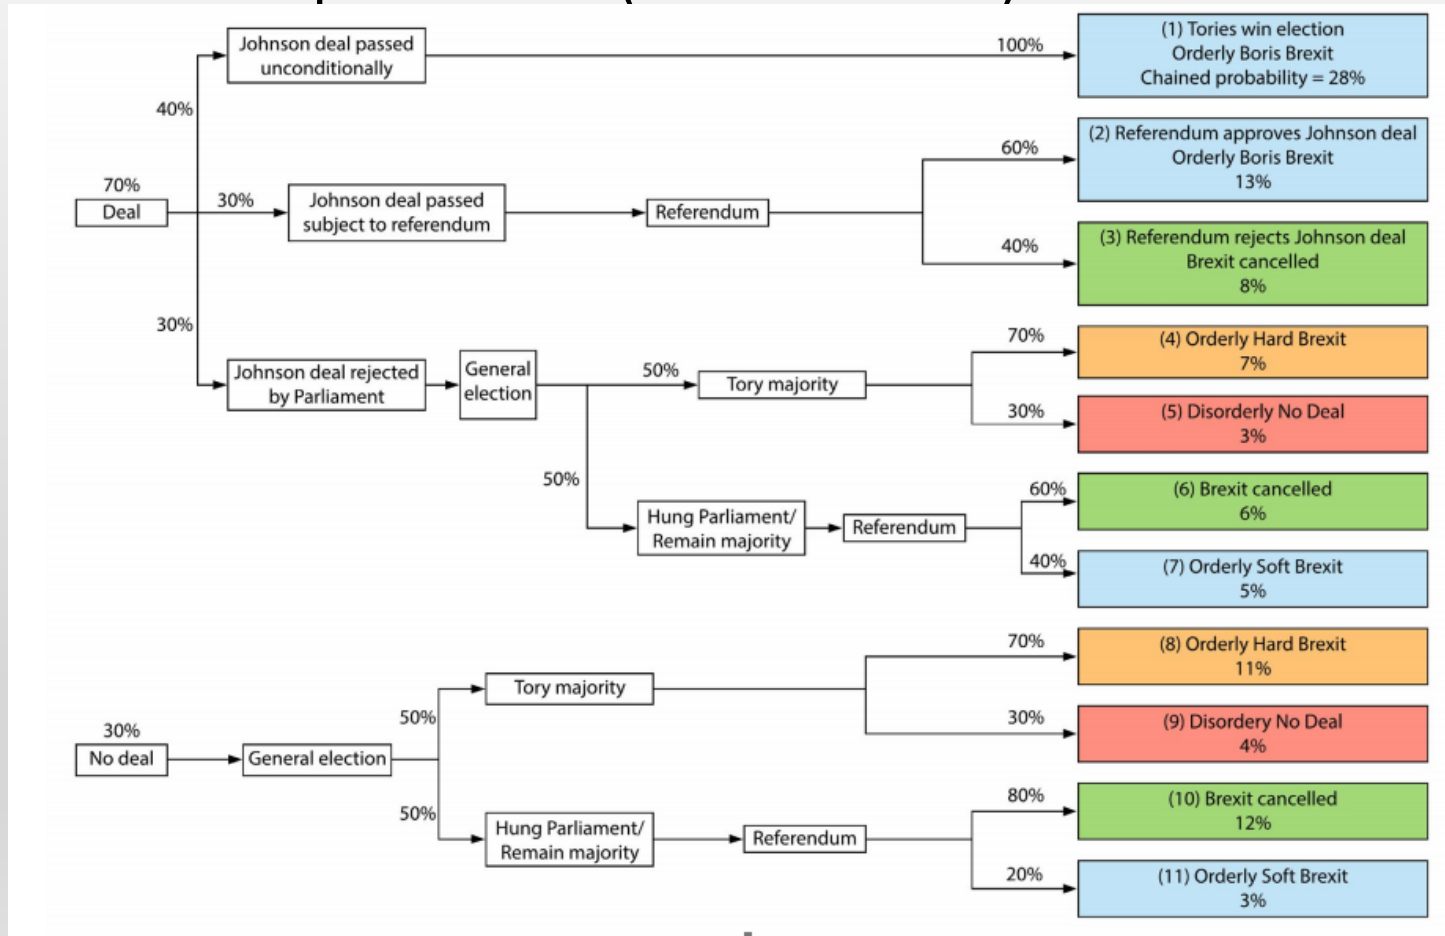 Johnson deal passed
unconditionally
100%
(1) Tories win election
Orderly Boris Brexit
Chained probability = 28%
40%
70%
Deal
30%
Johnson deal passed
subject to referendum
Referendum
60%
(2) Referendum approves Johnson deal
Orderly Boris Brexit
13%
40%
(3) Referendum rejects Johnson deal
Brexit cancelled
8%
30%
Johnson deal rejected
by Parliament
General
election
50%
Tory majority
70%
(4) Orderly Hard Brexit
7%
30%
(5) Disorderly No Deal
3%
50%
Hung Parliament/
Remain majority
Referendum
60%
(6) Brexit cancelled
6%
40%
(7) Orderly Soft Brexit
5%
30%
No deal
General election
50%
Tory majority
70%
(8) Orderly Hard Brexit
11%
30%
(9) Disordery No Deal
4%
50%
Hung Parliament/
Remain majority
Referendum
80%
(10) Brexit cancelled
12%
20%
(11) Orderly Soft Brexit
3%